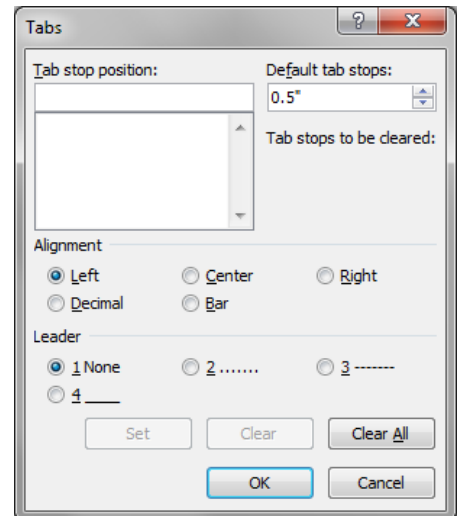 Tabs ?
Tab stop position: Default tab stops:
0.5"
Tab stops to be cleared:
Alignment
Left Center Right
Decimal Bar
Leader
1 None 2 ....... 3 -------
4 ____
Set Clear Clear All
OK Cancel